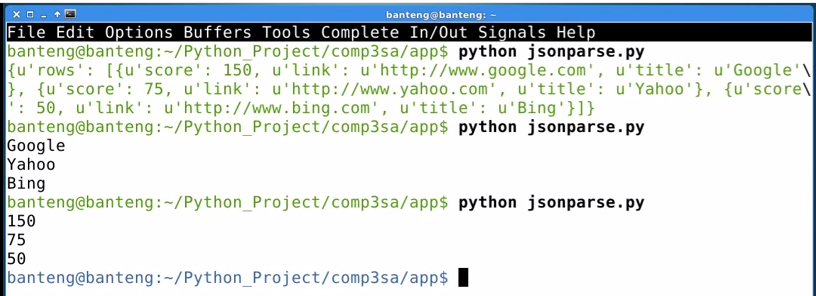 banteng@banteng: ~
File Edit Options Buffers Tools Complete In/Out Signals Help
banteng@banteng:~/Python_Project/comp3sa/app$ python jsonparse.py
{u'rows': [{u'score': 150, u'link': u'http://www.google.com', u'title': u'Google'\
}, {u'score': 75, u'link': u'http://www.yahoo.com', u'title': u'Yahoo'}, {u'score\
': 50, u'link': u'http://www.bing.com', u'title': u'Bing'}]}
banteng@banteng:~/Python_Project/comp3sa/app$ python jsonparse.py
Google
Yahoo
Bing
banteng@banteng:~/Python_Project/comp3sa/app$ python jsonparse.py
150
75
50
banteng@banteng:~/Python_Project/comp3sa/app$